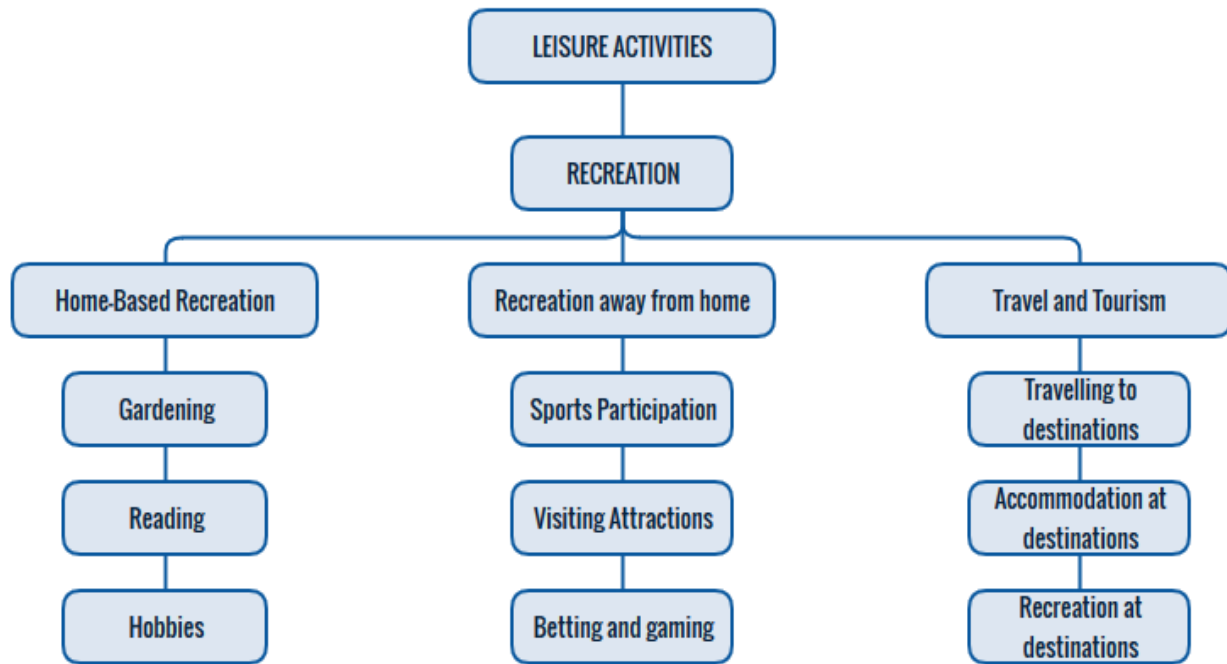 LEISURE ACTIVITIES
RECREATION
Home-Based Recreation
Gardening
Reading
Hobbies
Recreation away from home
Sports Participation
Visiting Attractions
Betting and gaming
Travel and Tourism
Travelling to
destinations
Accommodation at
destinations
Recreation at
destinations